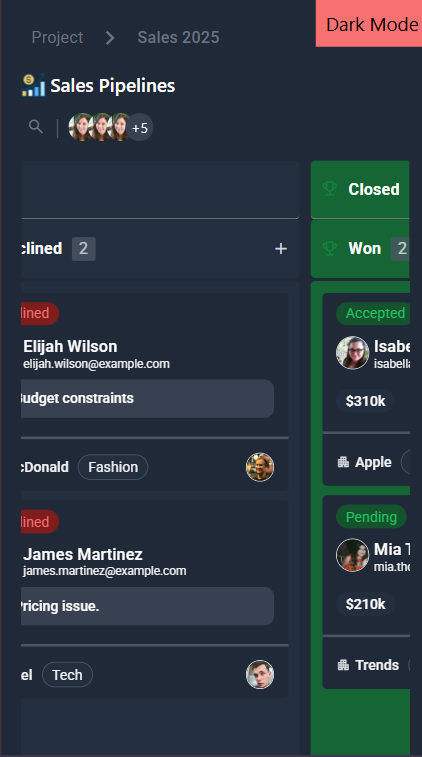 Project > Sales 2025
Dark Mode
Sales Pipelines
+5
clined 2 +
lined
Elijah Wilson
elijah.wilson@example.com
Budget constraints
cDonald Fashion
lined
James Martinez
james.martinez@example.com
Pricing issue.
el Tech
Closed
Won 2
Accepted
Isabe
isabella
$310k
Apple
Pending
Mia T
mia.tho
$210k
Trends